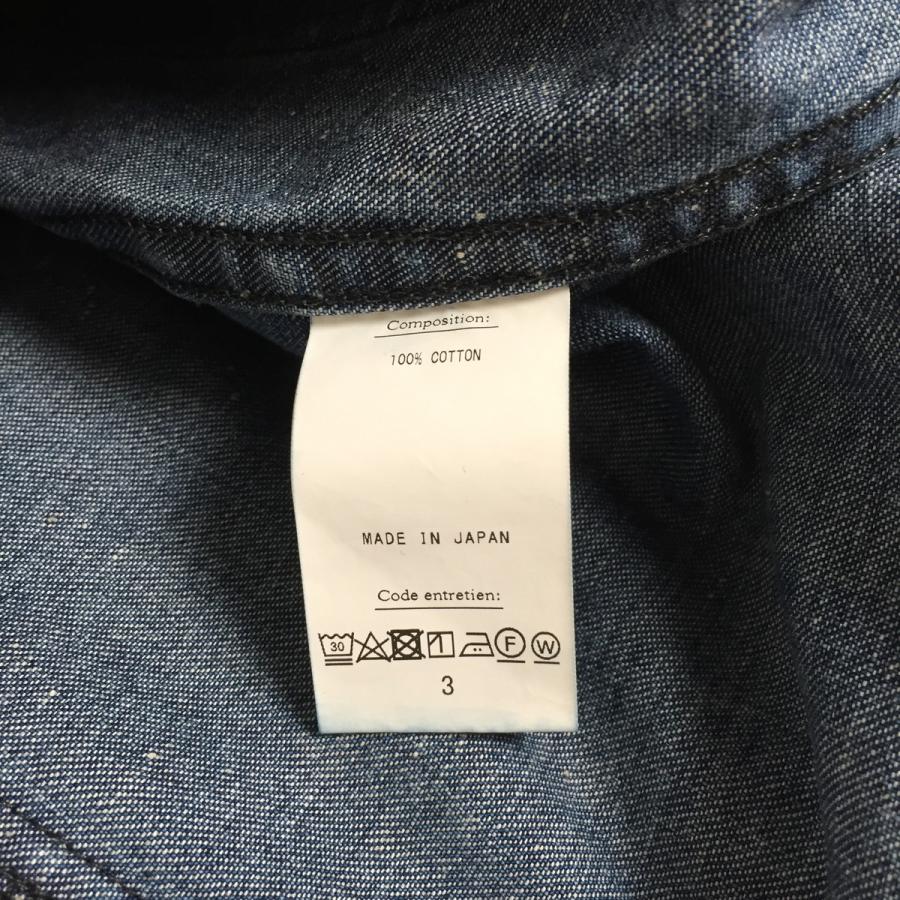 Composition:
100% COTTON
MADE IN JAPAN
Code entretien:
30 F W
3